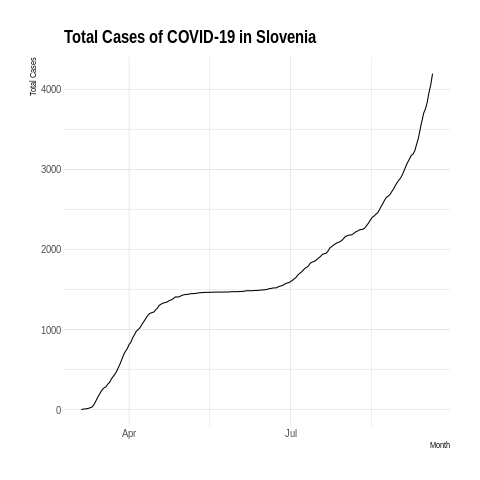 Total Cases of COVID-19 in Slovenia
Total Cases
4000
3000
2000
1000
0
Apr
Jul
Month